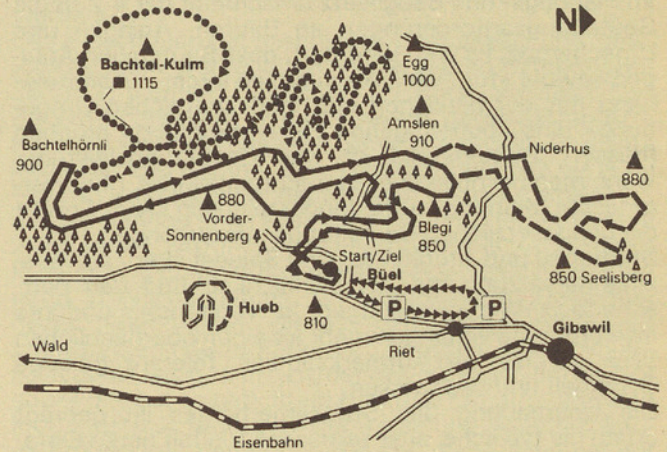 N
Bachtel-Kulm
1115
Egg
1000
Amslen
910
Bachtelhörnli
900
Niderhus
880
880
Vorder-
Sonnenberg
Blegi
850
850 Seelisberg
Start/Ziel
Büel
Hueb
810
P
P
Gibswil
Wald
Riet
Eisenbahn